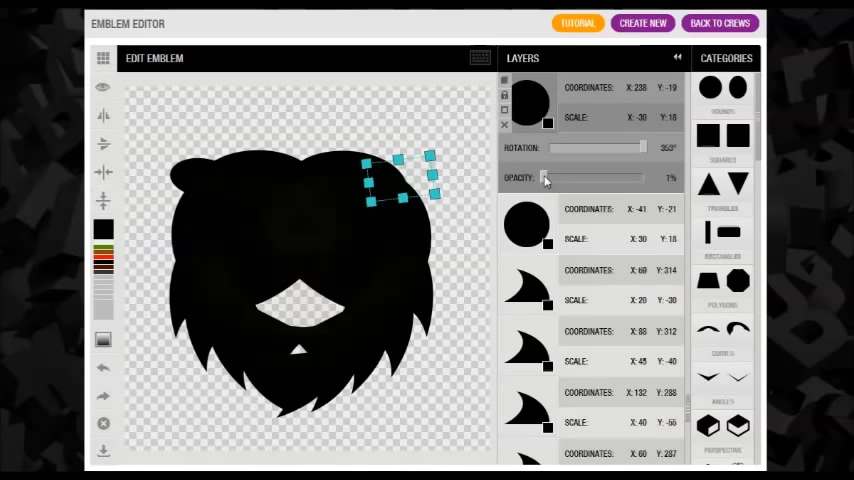 EMBLEM EDITOR
TUTORIAL
CREATE NEW
BACK TO CREWS
EDIT EMBLEM
LAYERS
CATEGORIES
COORDINATES: X: 238 Y: -19
SCALE: X: -30 Y: 18
ROTATION: 353°
OPACITY: 1%
COORDINATES: X: -41 Y: -21
SCALE: X: 30 Y: 18
COORDINATES: X: 69 Y: 314
SCALE: X: 20 Y: -30
COORDINATES: X: 88 Y: 312
SCALE: X: 45 Y: -40
COORDINATES: X: 132 Y: 288
SCALE: X: 40 Y: -55
COORDINATES: X: 60 Y: 287
ROUNDS
SQUARES
TRIANGLES
RECTANGLES
POLYGONS
CURVES
ANGLES
PERSPECTIVE